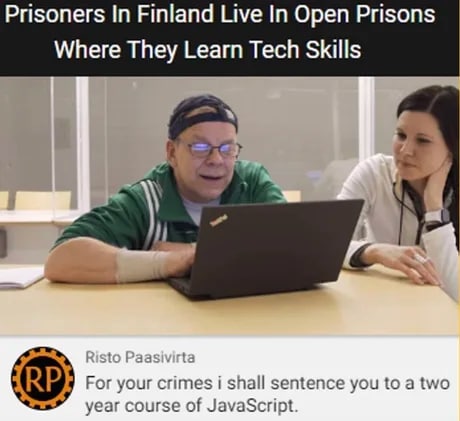 Prisoners In Finland Live In Open Prisons
Where They Learn Tech Skills
ThinkPad
RP
Risto Paasivirta
For your crimes i shall sentence you to a two
year course of JavaScript.